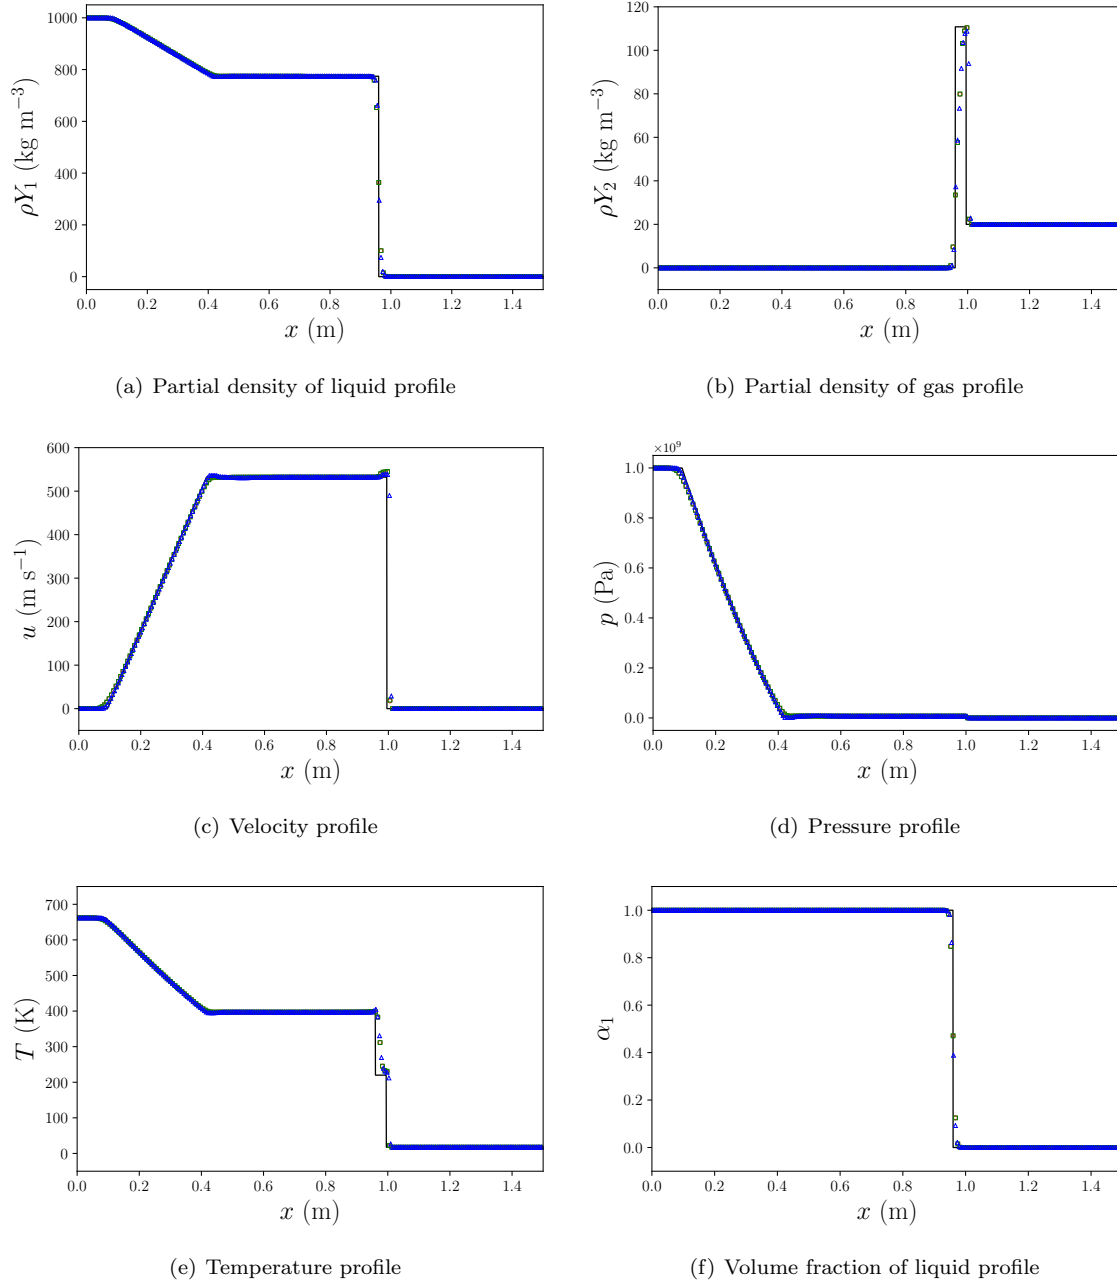 1000
800
600
400
200
0
ρY₁ (kg m⁻³)
0.0 0.2 0.4 0.6 0.8 1.0 1.2 1.4
x (m)
(a) Partial density of liquid profile
120
100
80
60
40
20
0
ρY₂ (kg m⁻³)
0.0 0.2 0.4 0.6 0.8 1.0 1.2 1.4
x (m)
(b) Partial density of gas profile
600
500
400
300
200
100
0
u (m s⁻¹)
0.0 0.2 0.4 0.6 0.8 1.0 1.2 1.4
x (m)
(c) Velocity profile
×10⁹
1.0
0.8
0.6
0.4
0.2
0.0
p (Pa)
0.0 0.2 0.4 0.6 0.8 1.0 1.2 1.4
x (m)
(d) Pressure profile
700
600
500
400
300
200
100
0
T (K)
0.0 0.2 0.4 0.6 0.8 1.0 1.2 1.4
x (m)
(e) Temperature profile
1.0
0.8
0.6
0.4
0.2
0.0
α₁
0.0 0.2 0.4 0.6 0.8 1.0 1.2 1.4
x (m)
(f) Volume fraction of liquid profile